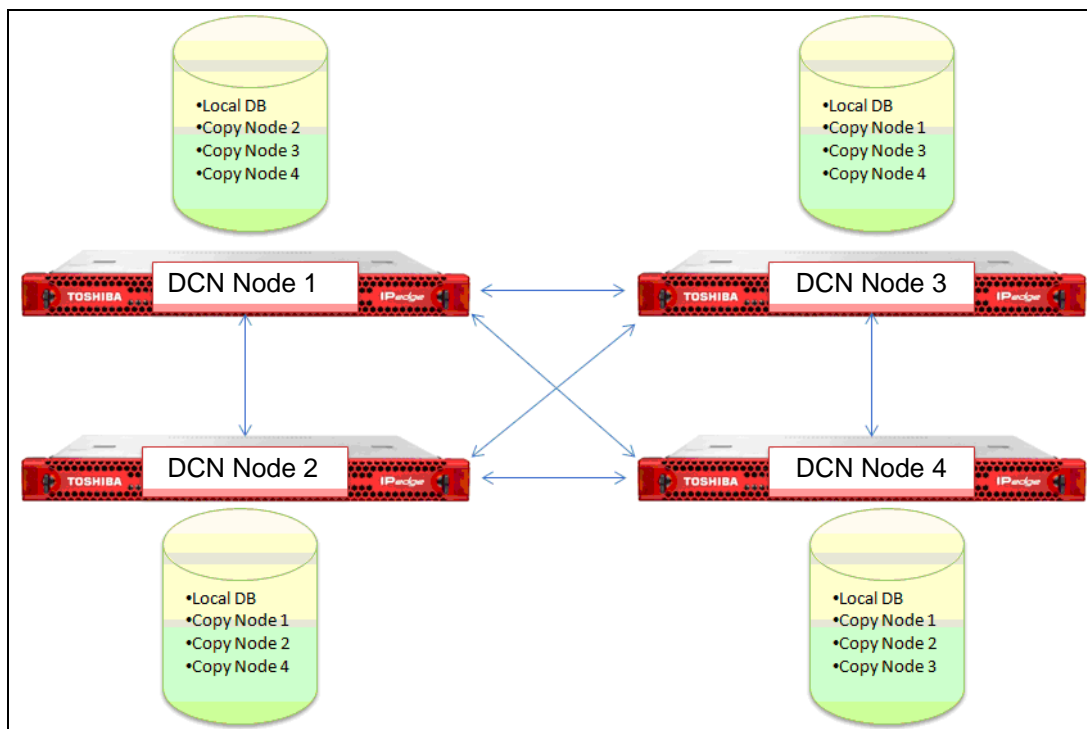 •Local DB
•Copy Node 2
•Copy Node 3
•Copy Node 4
•Local DB
•Copy Node 1
•Copy Node 3
•Copy Node 4
TOSHIBA
DCN Node 1
IPedge
TOSHIBA
DCN Node 3
IPedge
TOSHIBA
DCN Node 2
IPedge
TOSHIBA
DCN Node 4
IPedge
•Local DB
•Copy Node 1
•Copy Node 2
•Copy Node 4
•Local DB
•Copy Node 1
•Copy Node 2
•Copy Node 3